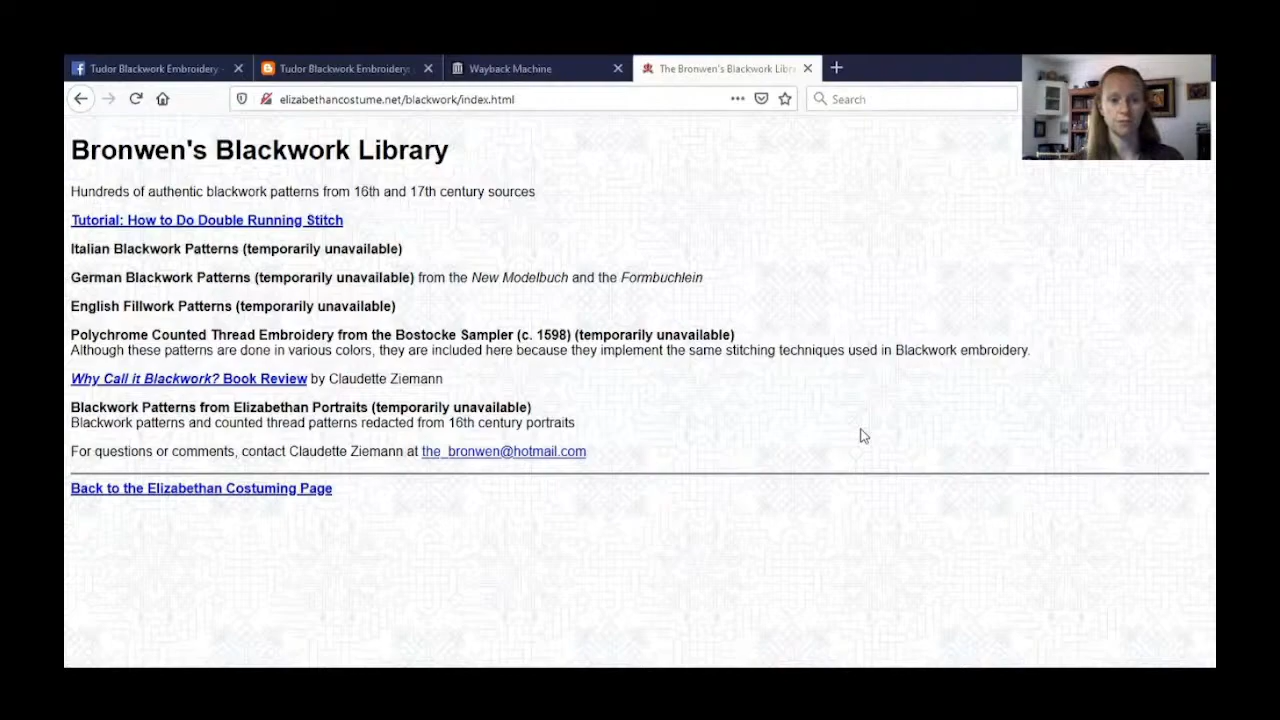 Tudor Blackwork Embroidery
Tudor Blackwork Embroidery:
Wayback Machine
The Bronwen's Blackwork Libr
elizabethancostume.net/blackwork/index.html
Search
Bronwen's Blackwork Library
Hundreds of authentic blackwork patterns from 16th and 17th century sources
Tutorial: How to Do Double Running Stitch
Italian Blackwork Patterns (temporarily unavailable)
German Blackwork Patterns (temporarily unavailable) from the New Modelbuch and the Formbuchlein
English Fillwork Patterns (temporarily unavailable)
Polychrome Counted Thread Embroidery from the Bostocke Sampler (c. 1598) (temporarily unavailable)
Although these patterns are done in various colors, they are included here because they implement the same stitching techniques used in Blackwork embroidery.
Why Call it Blackwork? Book Review by Claudette Ziemann
Blackwork Patterns from Elizabethan Portraits (temporarily unavailable)
Blackwork patterns and counted thread patterns redacted from 16th century portraits
For questions or comments, contact Claudette Ziemann at the_bronwen@hotmail.com
Back to the Elizabethan Costuming Page